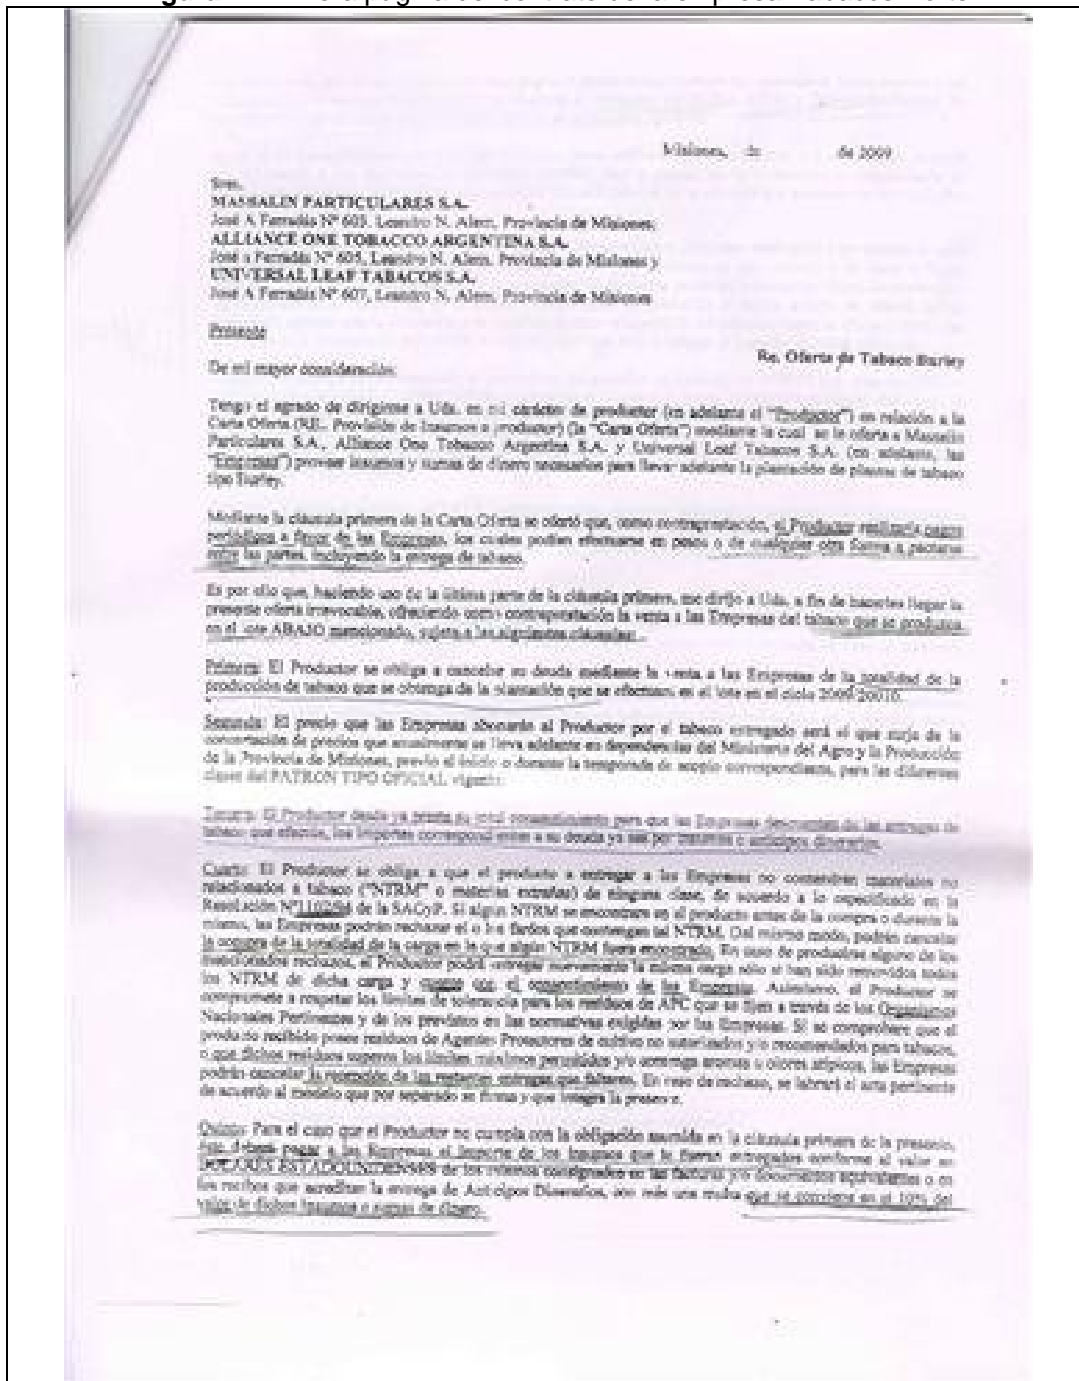 Misiones, de de 2009
Sres.
MASSALIN PARTICULARES S.A.
José A Ferradás Nº 603, Leandro N. Alem, Provincia de Misiones,
ALLIANCE ONE TOBACCO ARGENTINA S.A.
José a Ferradás Nº 605, Leandro N. Alem, Provincia de Misiones y
UNIVERSAL LEAF TABACOS S.A.
José A Ferradás Nº 607, Leandro N. Alem, Provincia de Misiones
Presente
Re. Oferta de Tabaco Burley
De mi mayor consideración:
Tengo el agrado de dirigirme a Uds. en mi carácter de productor (en adelante el "Productor") en relación a la
Carta Oferta (RE. Provisión de Insumos a productor) (la "Carta Oferta") mediante la cual se le oferta a Massalin
Particulares S.A., Alliance One Tobacco Argentina S.A. y Universal Leaf Tabacos S.A. (en adelante, las
"Empresas") proveer insumos y sumas de dinero necesarios para llevar adelante la plantación de plantas de tabaco
tipo Burley.
Mediante la cláusula primera de la Carta Oferta se ofertó que, como contraprestación, el Productor realizaría pagos
periódicos a favor de las Empresas, los cuales podían efectuarse en pesos o de cualquier otra forma a pactarse
entre las partes, incluyendo la entrega de tabaco.
Es por ello que, haciendo uso de la última parte de la cláusula primera, me dirijo a Uds. a fin de hacerles llegar la
presente oferta irrevocable, ofreciendo como contraprestación la venta a las Empresas del tabaco que se produzca
en el lote ABAJO mencionado, sujeta a las siguientes cláusulas:
Primera: El Productor se obliga a cancelar su deuda mediante la venta a las Empresas de la totalidad de la
producción de tabaco que se obtenga de la plantación que se efectuará en el lote en el ciclo 2009/20010.
Segunda: El precio que las Empresas abonarán al Productor por el tabaco entregado será el que surja de la
concertación de precios que anualmente se lleva adelante en dependencias del Ministerio del Agro y la Producción
de la Provincia de Misiones, previo al inicio o durante la temporada de acopio correspondiente, para las diferentes
clases del PATRON TIPO OFICIAL vigente.
Tercera: El Productor desde ya presta su total consentimiento para que las Empresas descuenten de las entregas de
tabaco que efectúe, los importes correspondientes a su deuda ya sea por insumos o anticipos dinerarios.
Cuarta: El Productor se obliga a que el producto a entregar a las Empresas no contendrán materiales no
relacionados a tabaco ("NTRM" o materias extrañas) de ninguna clase, de acuerdo a lo especificado en la
Resolución Nº de la SAGyP. Si algún NTRM se encontrare en el producto antes de la compra o durante la
misma, las Empresas podrán rechazar el o los fardos que contengan tal NTRM. Del mismo modo, podrán cancelar
la compra de la totalidad de la carga en la que algún NTRM fuera encontrado. En caso de producirse alguno de los
mencionados rechazos, el Productor podrá entregar nuevamente la misma carga sólo si han sido removidos todos
los NTRM de dicha carga y cuente con el consentimiento de las Empresas. Asimismo, el Productor se
compromete a respetar los límites de tolerancia para los residuos de APC que se fijen a través de los Organismos
Nacionales Pertinentes y de los previstos en las normativas exigidas por las Empresas. Si se comprobare que el
producto recibido posee residuos de Agentes Protectores de cultivo no autorizados y/o recomendados para tabacos,
o que dichos residuos superen los límites máximos permitidos y/o contenga aromas u olores atípicos, las Empresas
podrán cancelar la recepción de las restantes entregas que faltaren. En caso de rechazo, se labrará el acta pertinente
de acuerdo al modelo que por separado se firma y que integra la presente.
Quinta: Para el caso que el Productor no cumpla con la obligación asumida en la cláusula primera de la presente,
éste deberá pagar a las Empresas el importe de los insumos que le fueran entregados conforme al valor en
DOLARES ESTADOUNIDENSES de los mismos consignados en las facturas y/o documentos equivalentes o en
los recibos que acreditan la entrega de Anticipos Dinerarios, con más una multa que se conviene en el 10% del
valor de dichos insumos o sumas de dinero.